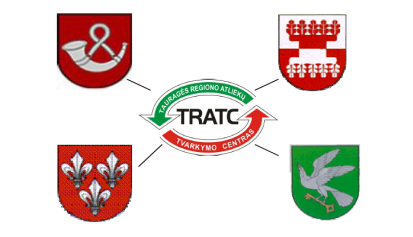 TAURAGĖS REGIONO ATLIEKŲ
TRATC
TVARKYMO CENTRAS